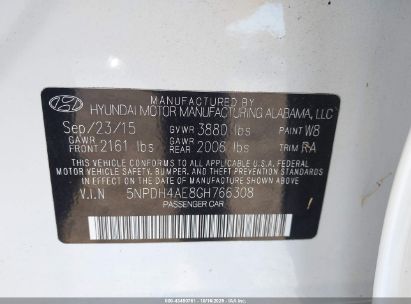 MANUFACTURED BY
HYUNDAI MOTOR MANUFACTURING ALABAMA, LLC
Sep/23/15 GVWR 3880 lbs PAINT W8
GAWR FRONT 2161 lbs GAWR REAR 2006 lbs TRIM RA
THIS VEHICLE CONFORMS TO ALL APPLICABLE U.S. FEDERAL
MOTOR VEHICLE SAFETY, BUMPER, AND THEFT PREVENTION
STANDARDS IN EFFECT ON THE DATE OF MANUFACTURE SHOWN ABOVE.
V.I.N 5NPDH4AE8GH766308
PASSENGER CAR